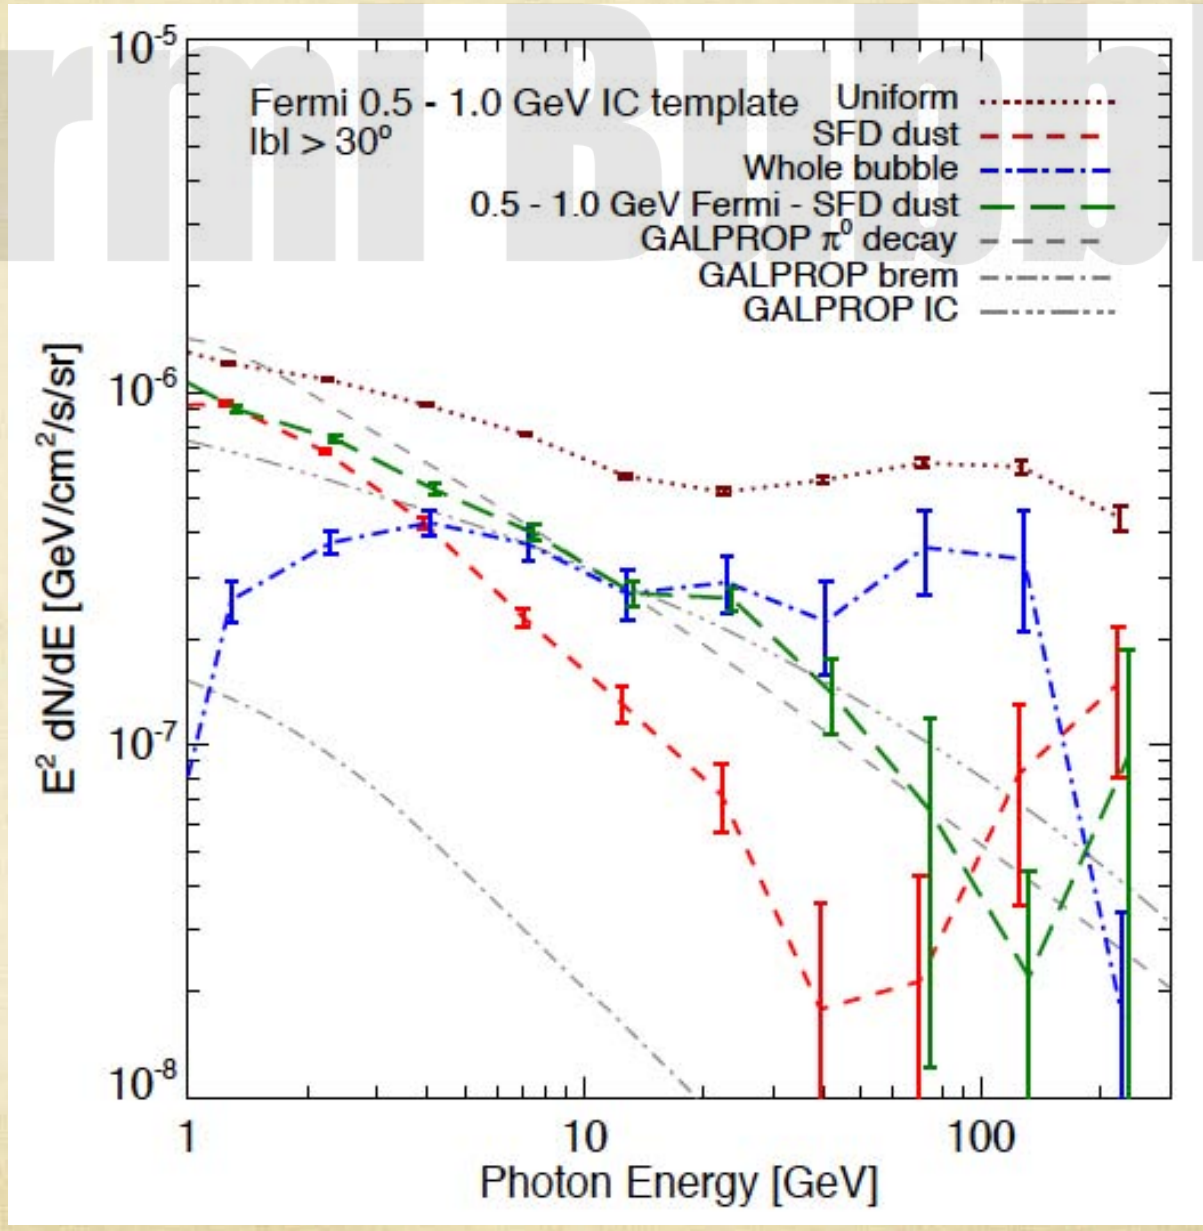 rmi Bubb
10⁻⁵
Fermi 0.5 - 1.0 GeV IC template
|b| > 30°
Uniform
SFD dust
Whole bubble
0.5 - 1.0 GeV Fermi - SFD dust
GALPROP π⁰ decay
GALPROP brem
GALPROP IC
10⁻⁶
10⁻⁷
10⁻⁸
E² dN/dE [GeV/cm²/s/sr]
1 10 100
Photon Energy [GeV]